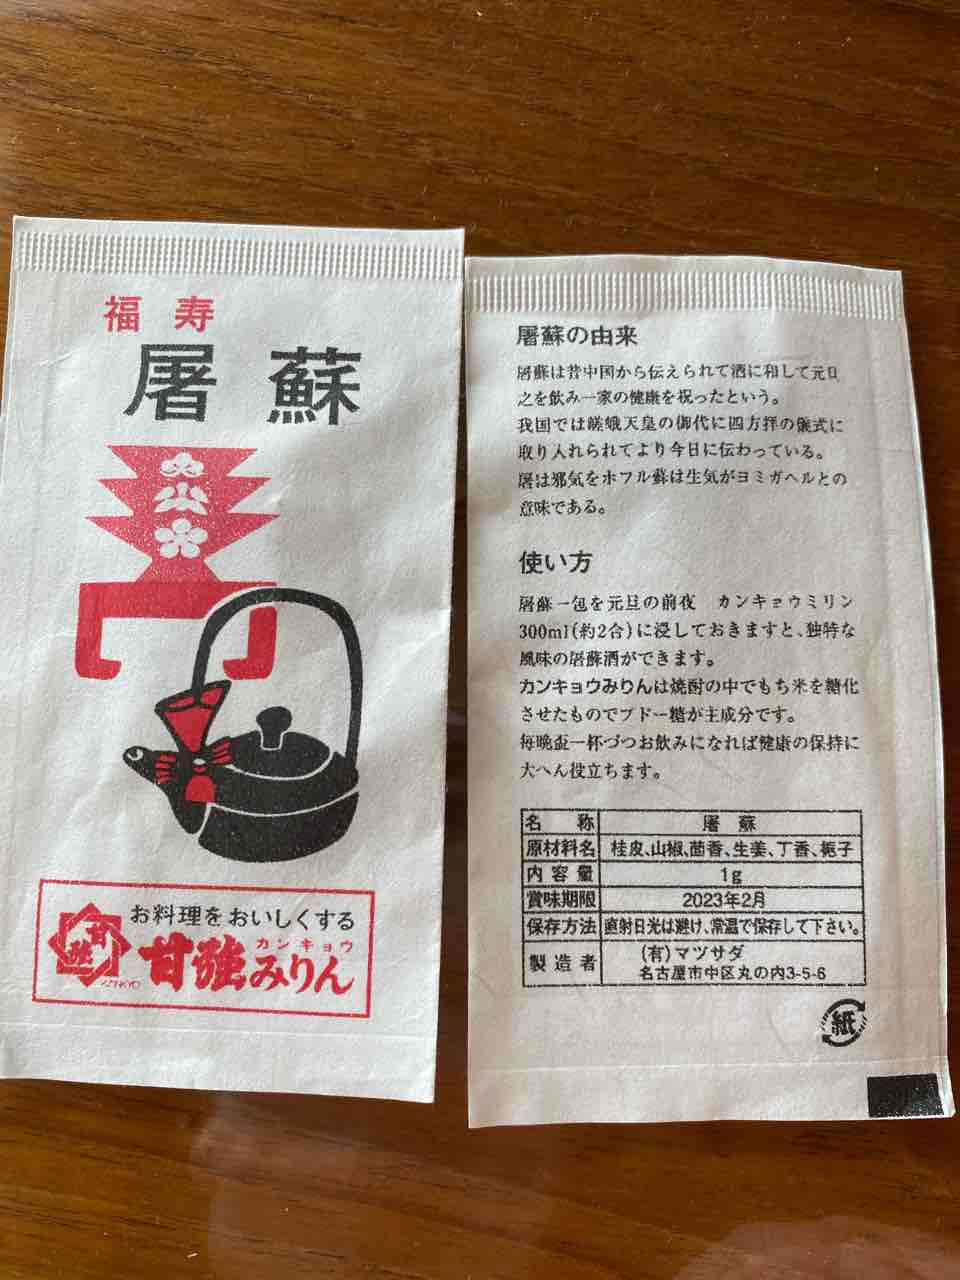 福寿
屠蘇
お料理をおいしくする
カンキョウ
甘強みりん
屠蘇の由来
屠蘇は昔中国から伝えられて酒に和して元日
之を飲み一家の健康を祝ったという。
我国では嵯峨天皇の御代に四方拝の儀式に
取り入れられてより今日に伝わっている。
屠は邪気をホフル蘇は生気がヨミガヘルとの
意味である。
使い方
屠蘇一包を元旦の前夜 カンキョウミリン
300ml(約2合)に浸しておきますと、独特な
風味の屠蘇酒ができます。
カンキョウみりんは焼酎の中でもち米を糖化
させたものでブドー糖が主成分です。
毎晩盃一杯づつお飲みになれば健康の保持に
大へん役立ちます。
名称 屠蘇
原材料名 桂皮、山椒、茴香、生姜、丁香、梔子
内容量 1g
賞味期限 2023年2月
保存方法 直射日光は避け、常温で保存して下さい。
製造者 (有)マツサダ
名古屋市中区丸の内3-5-6
紙